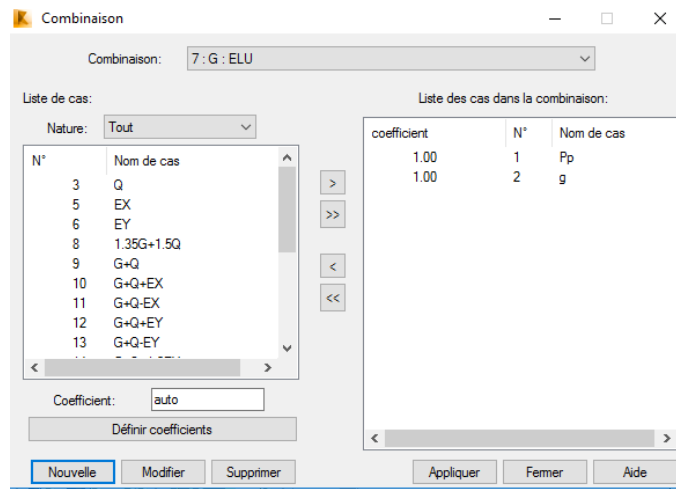 Combinaison
Combinaison: 7 : G : ELU
Liste de cas:
Nature: Tout
N° Nom de cas
3 Q
5 EX
6 EY
8 1.35G+1.5Q
9 G+Q
10 G+Q+EX
11 G+Q-EX
12 G+Q+EY
13 G+Q-EY
Coefficient: auto
Définir coefficients
Nouvelle Modifier Supprimer
>
>>
<
<<
Liste des cas dans la combinaison:
coefficient N° Nom de cas
1.00 1 Pp
1.00 2 g
Appliquer Fermer Aide